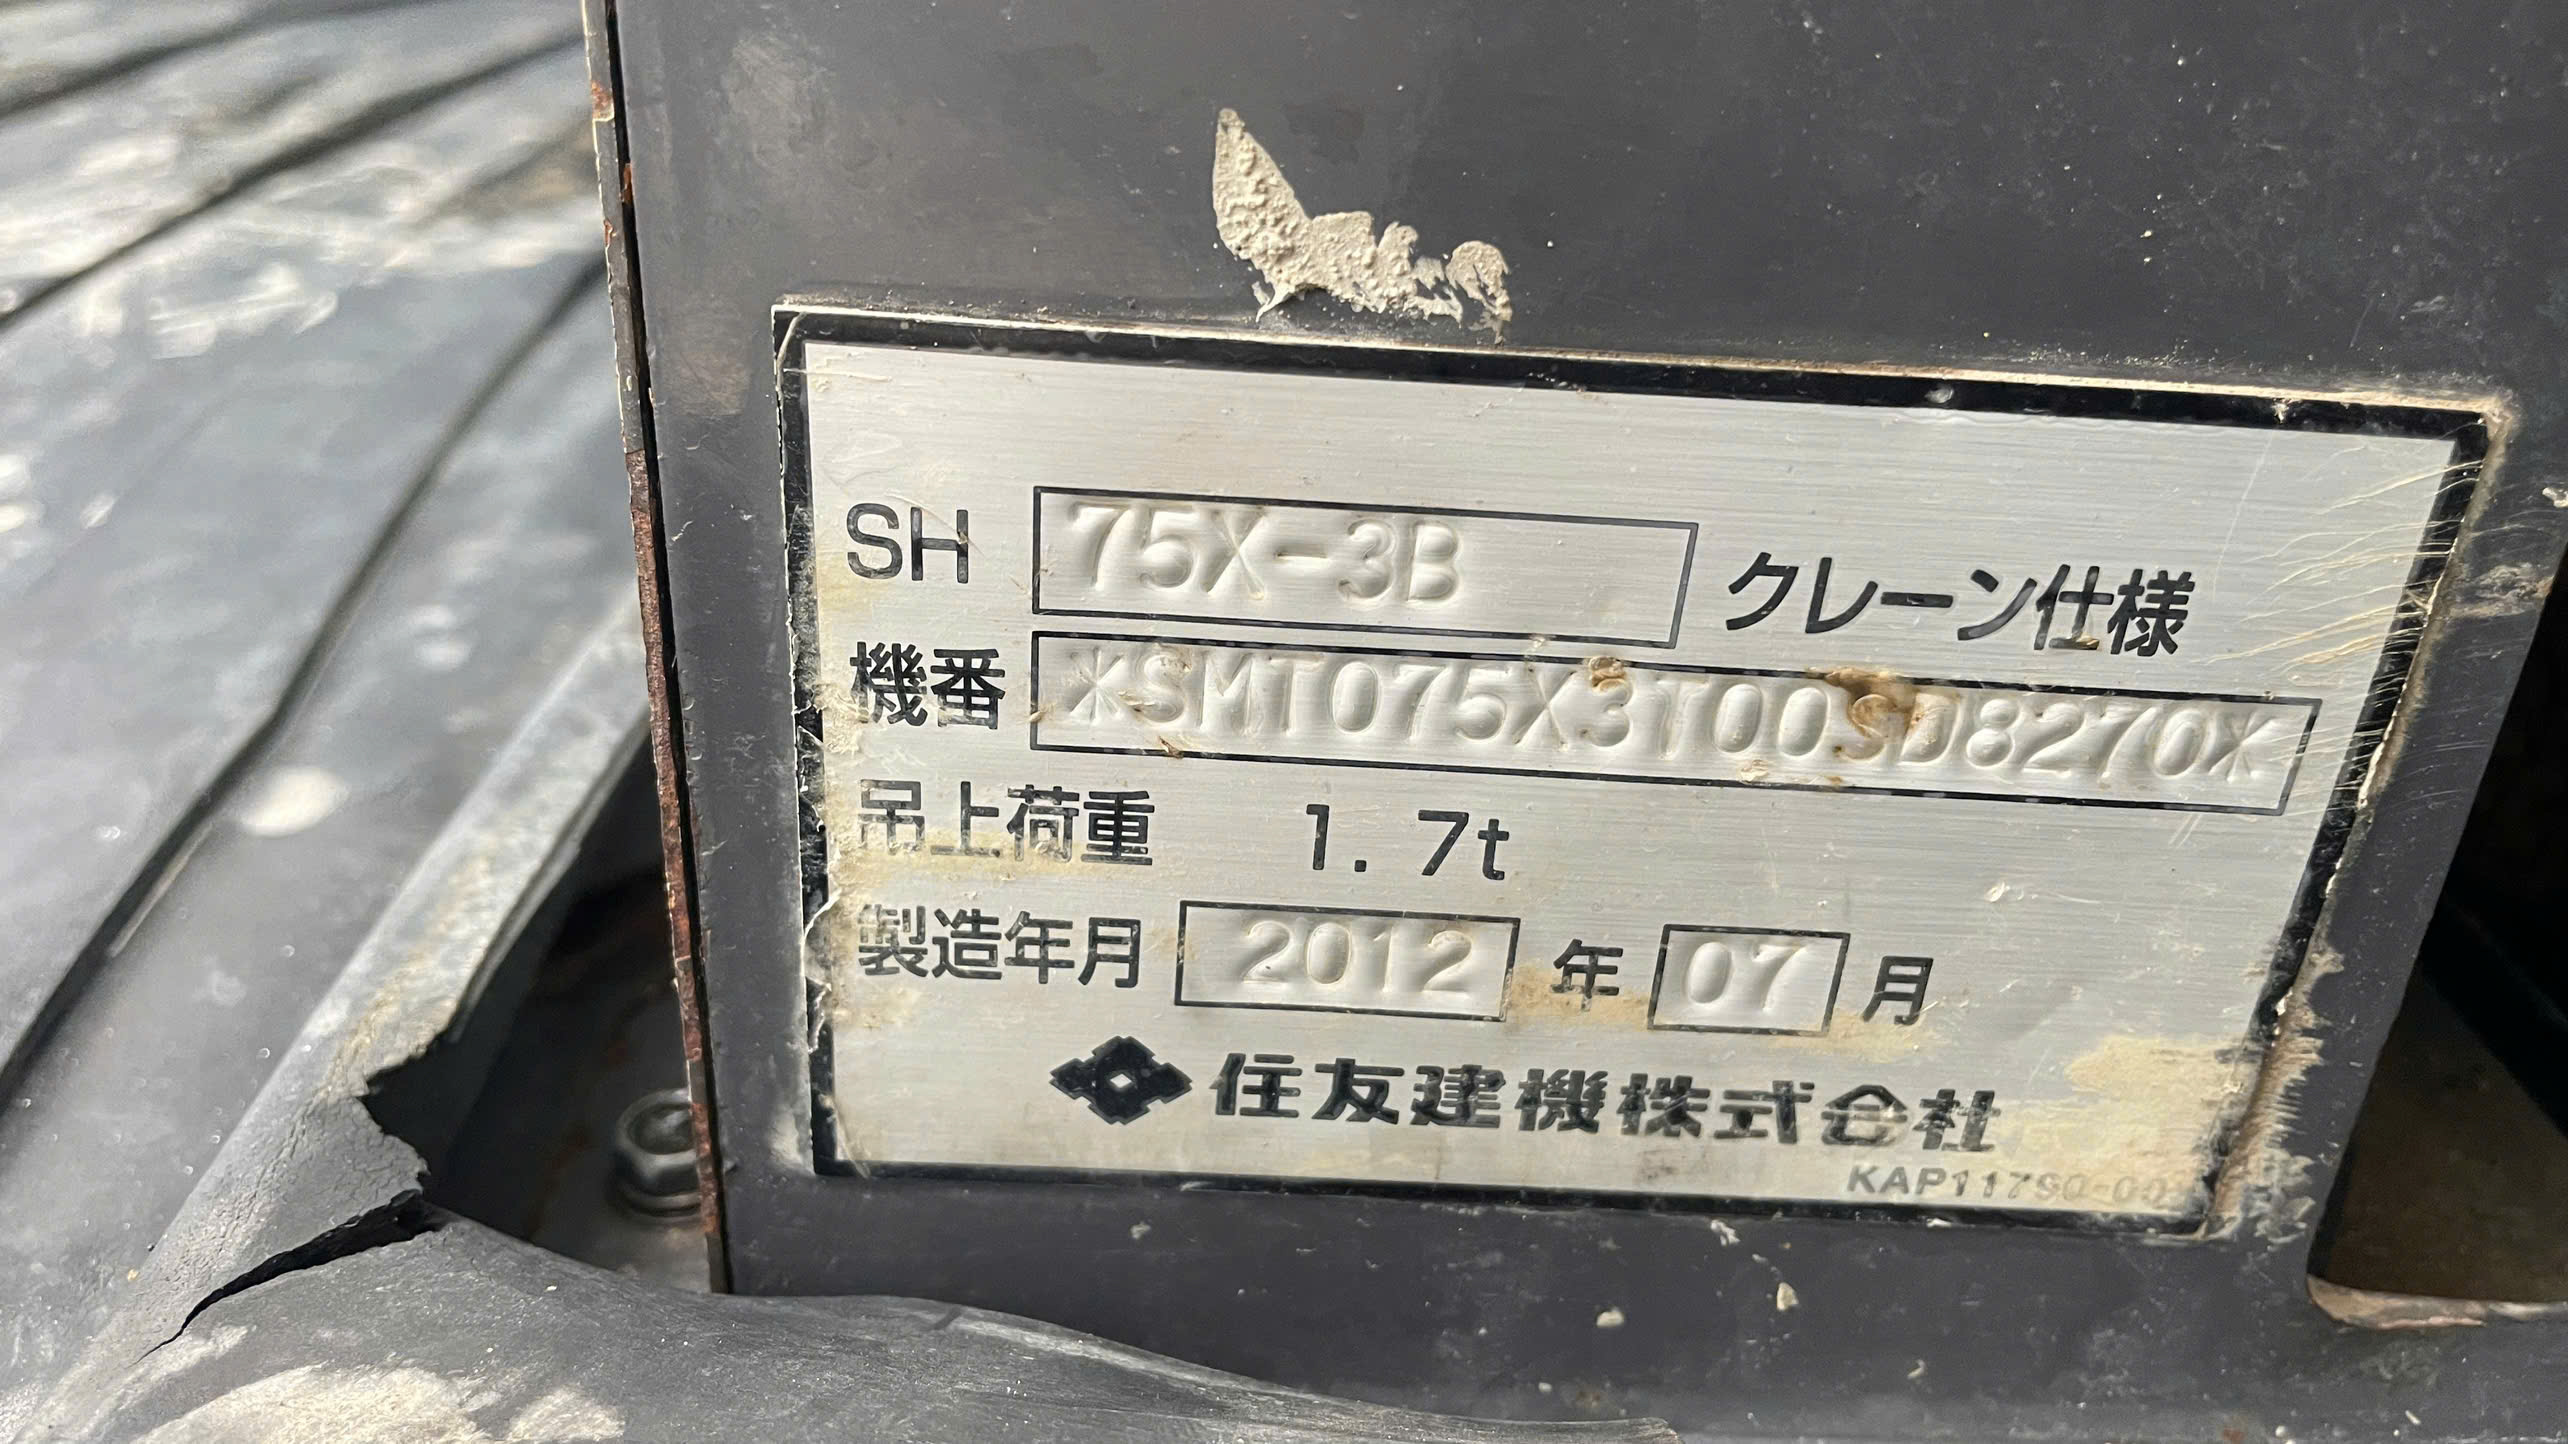 SH 75X-3B クレーン仕様
機番 *SMT075X3T00SD8270*
吊上荷重 1.7t
製造年月 2012 年 07 月
住友建機株式会社